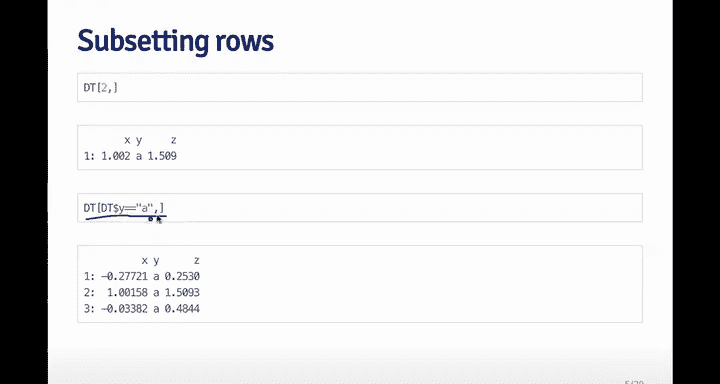 Subsetting rows
DT[2,]
x y z
1: 1.002 a 1.509
DT[DT$y=="a",]
x y z
1: −0.27721 a 0.2530
2: 1.00158 a 1.5093
3: −0.03382 a 0.4844